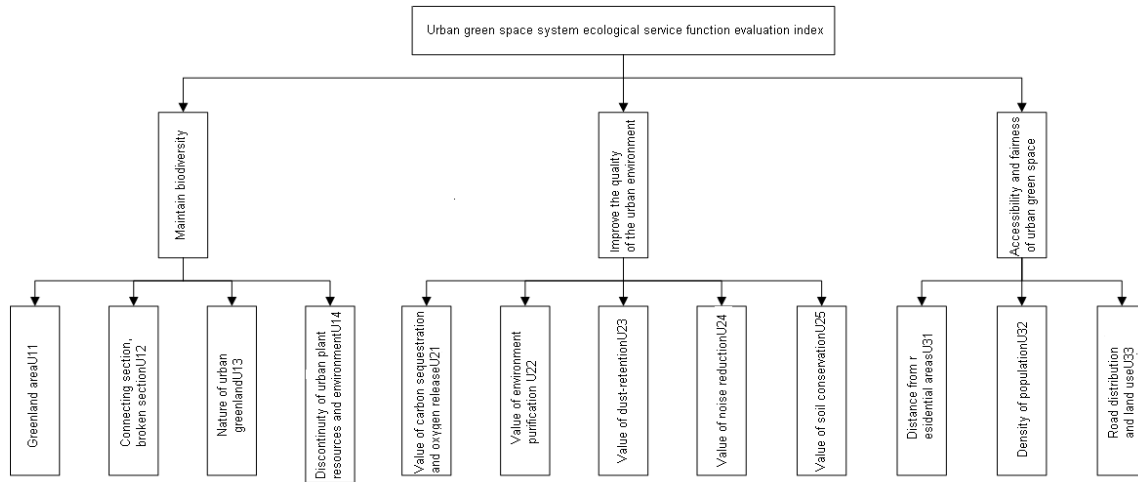 Urban green space system ecological service function evaluation index
Maintain biodiversity
Improve the quality
of the urban environment
Accessibility and fairness
of urban green space
Greenland areaU11
Connecting section,
broken sectionU12
Nature of urban
greenlandU13
Discontinuity of urban plant
resources and environmentU14
Value of carbon sequestration
and oxygen releaseU21
Value of environment
purification U22
Value of dust-retentionU23
Value of noise reductionU24
Value of soil conservationU25
Distance from r
esidential areasU31
Density of populationU32
Road distribution
and land useU33